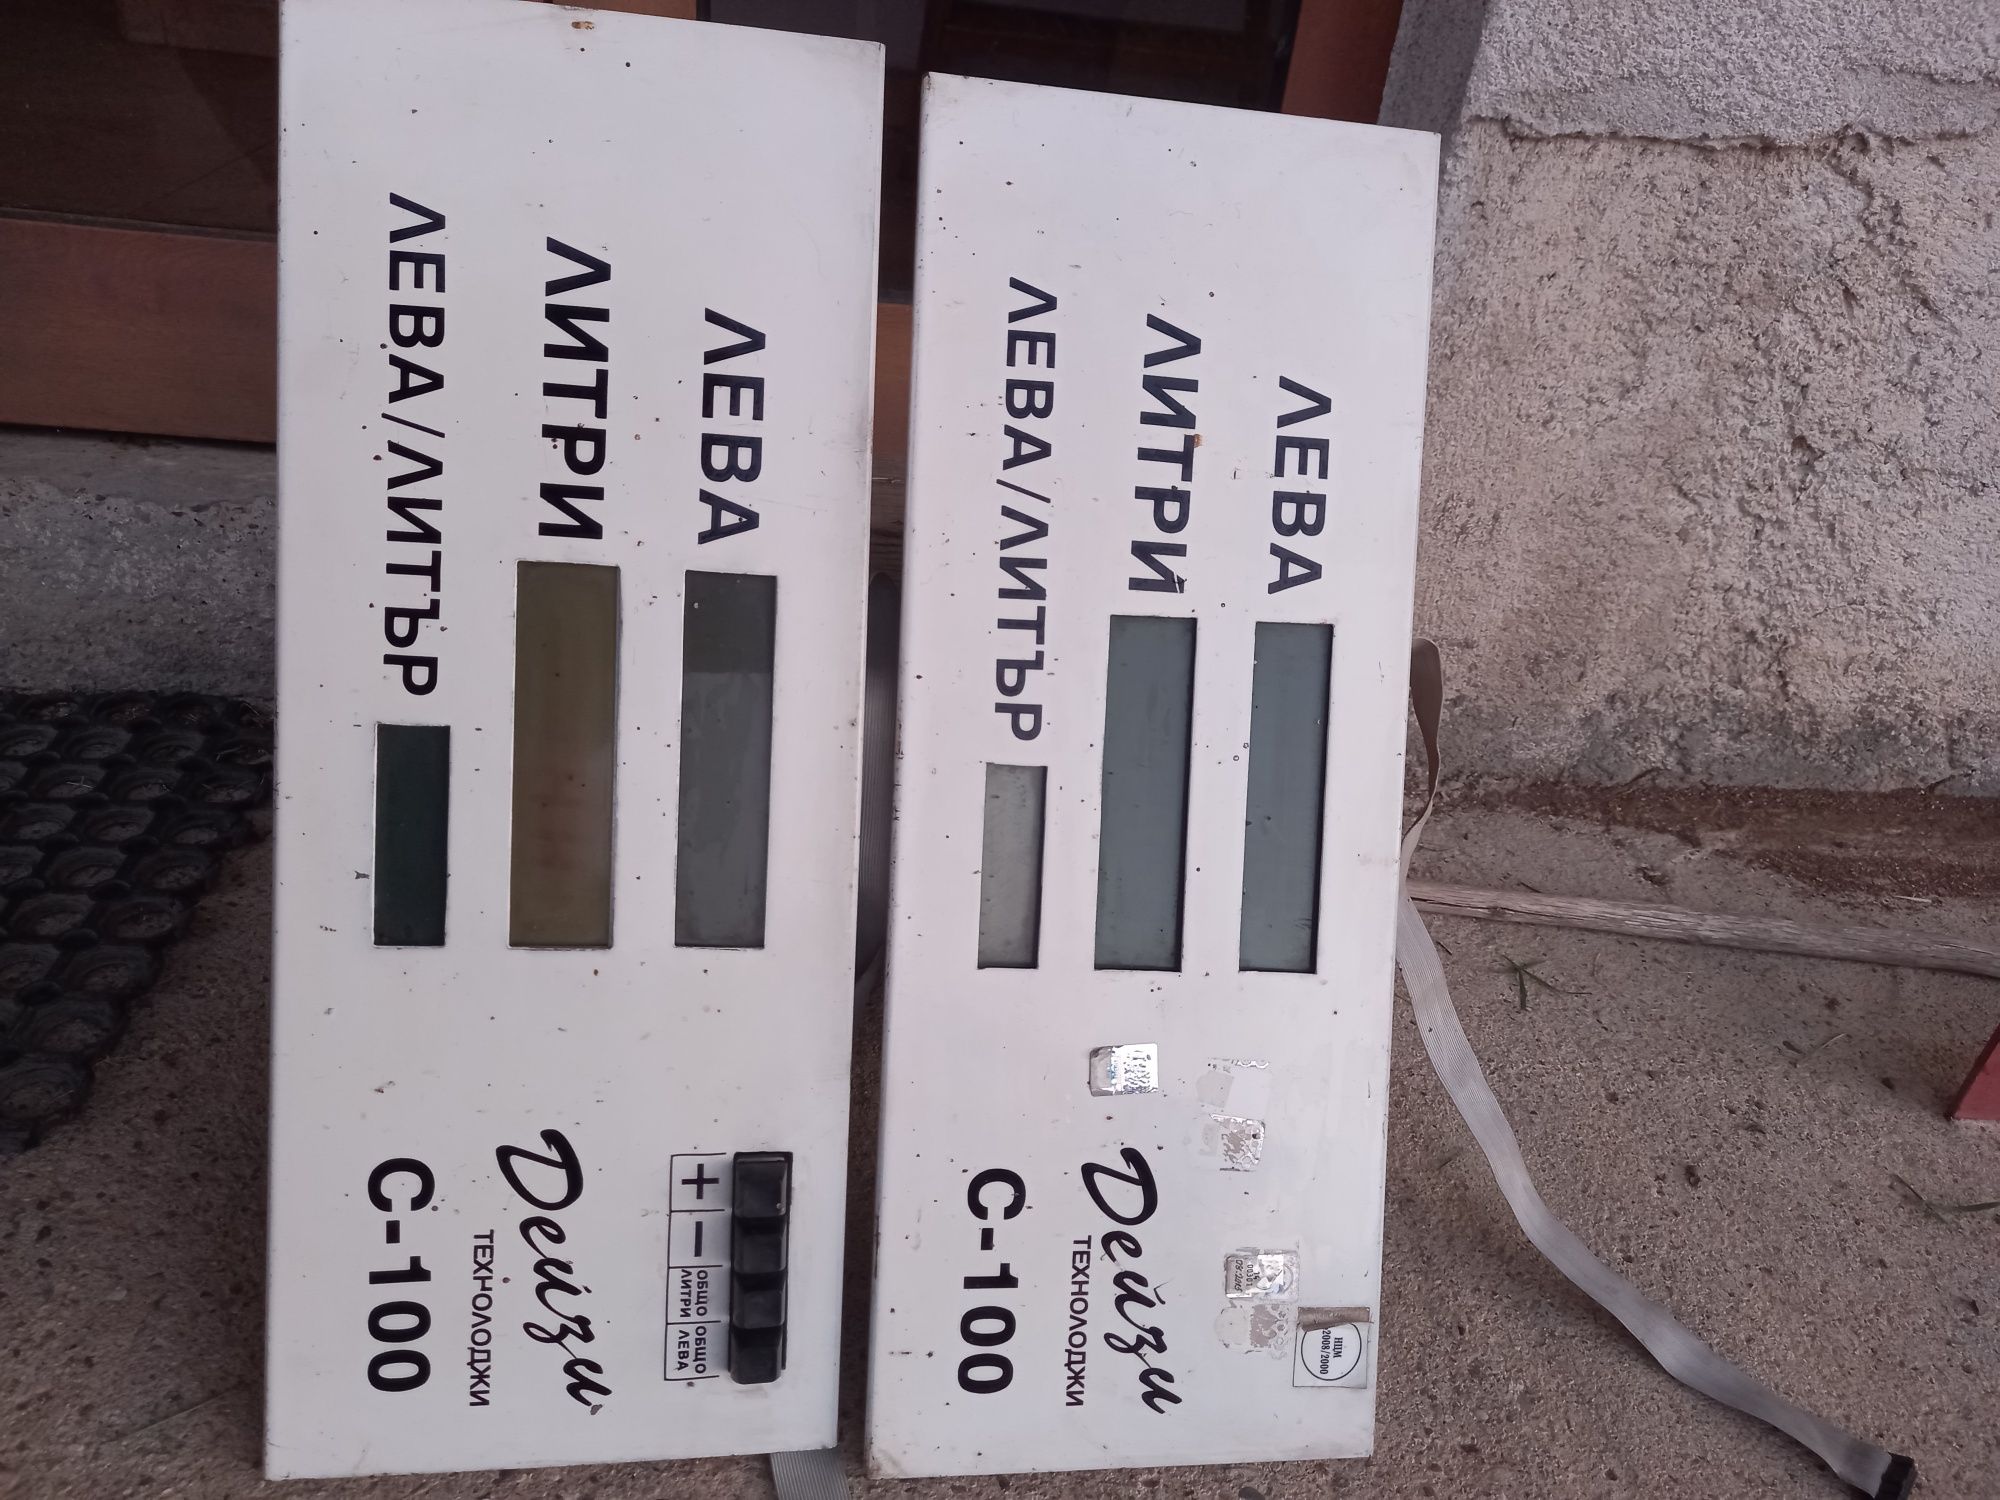 ЛЕВА
ЛИТРИ
ЛЕВА/ЛИТЪР
+
-
ОБЩО ЛИТРИ
ОБЩО ЛЕВА
Дейзи
ТЕХНОЛОДЖИ
С-100
ЛЕВА
ЛИТРИ
ЛЕВА/ЛИТЪР
НЦМ
2008/2000
Дейзи
ТЕХНОЛОДЖИ
С-100